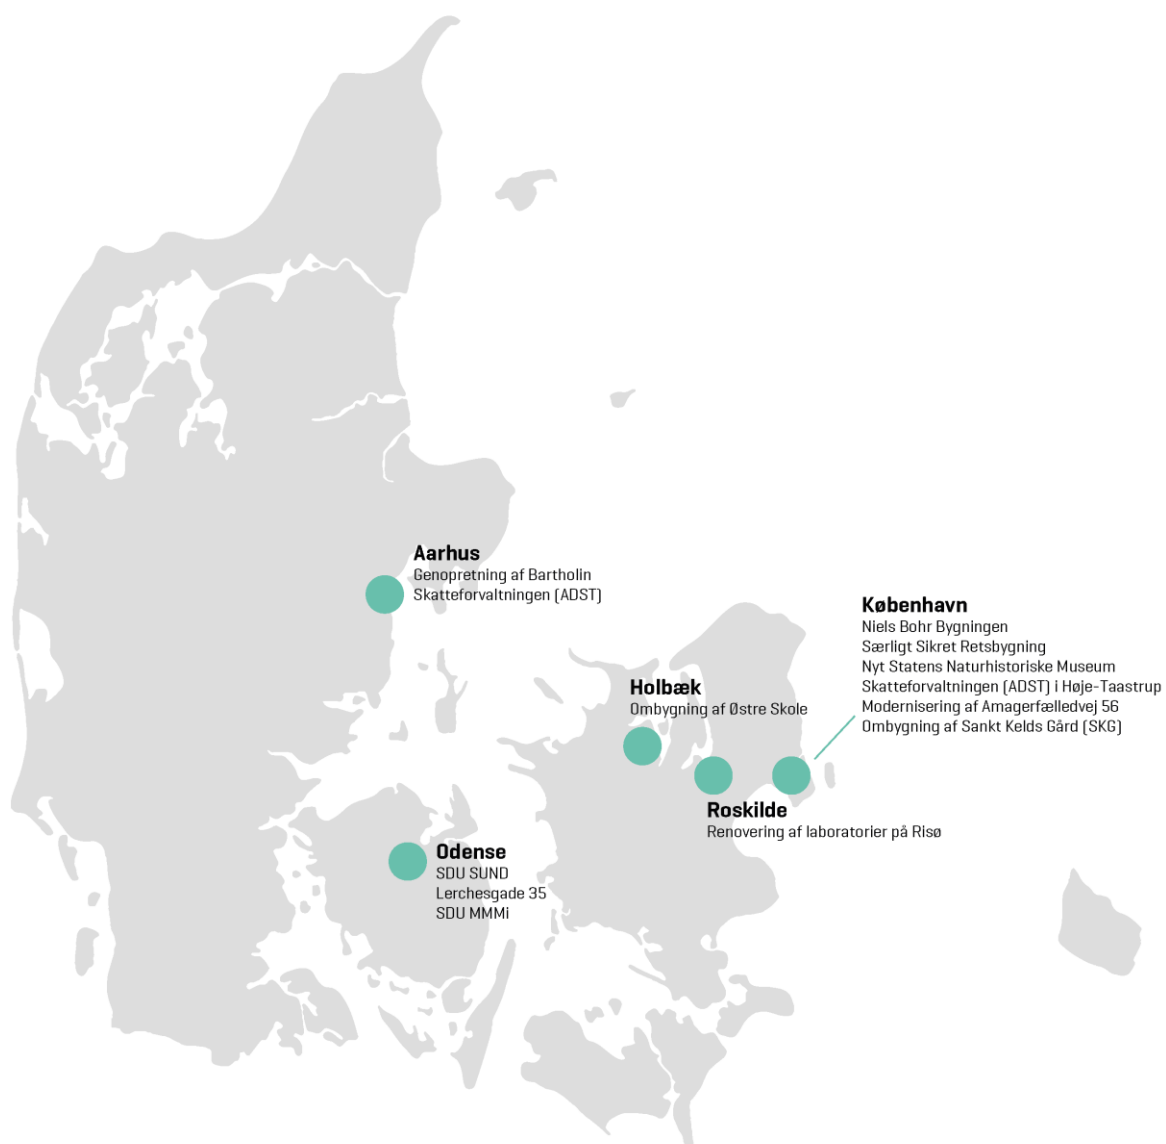 Aarhus
Genopretning af Bartholin
Skatteforvaltningen (ADST)
København
Niels Bohr Bygningen
Særligt Sikret Retsbygning
Nyt Statens Naturhistoriske Museum
Skatteforvaltningen (ADST) i Høje-Taastrup
Modernisering af Amagerfælledvej 56
Ombygning af Sankt Kelds Gård (SKG)
Holbæk
Ombygning af Østre Skole
Roskilde
Renovering af laboratorier på Risø
Odense
SDU SUND
Lerchesgade 35
SDU MMMi